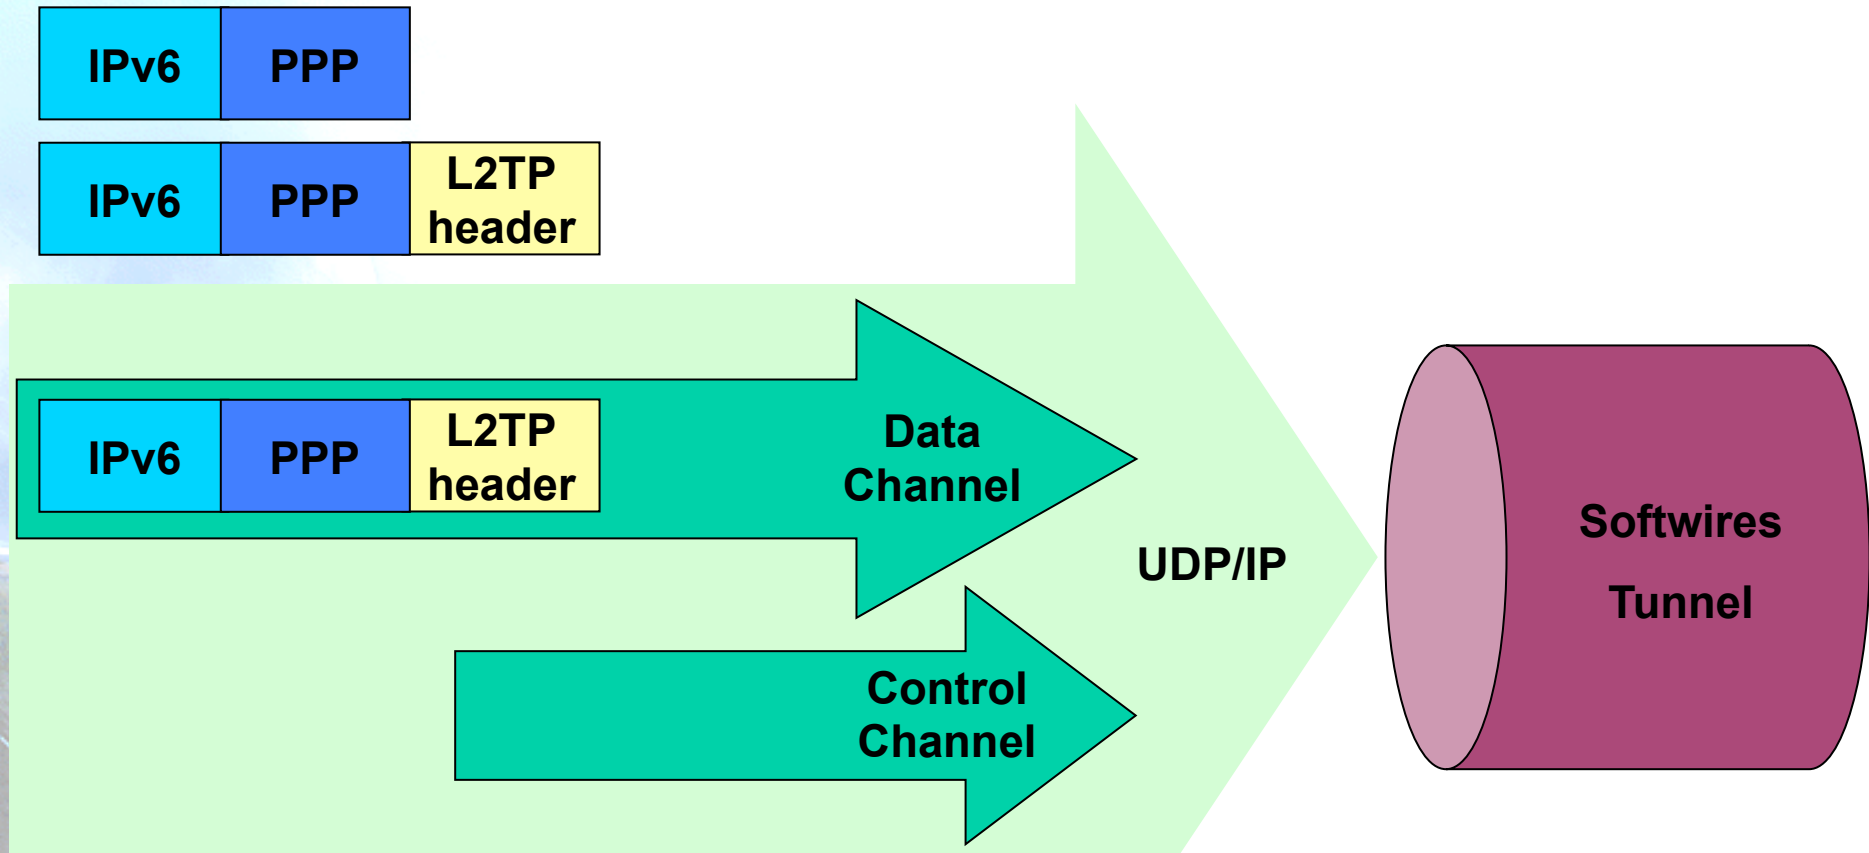 IPv6 PPP
IPv6 PPP L2TP
header
IPv6 PPP L2TP
header
Data
Channel
UDP/IP
Control
Channel
Softwires
Tunnel